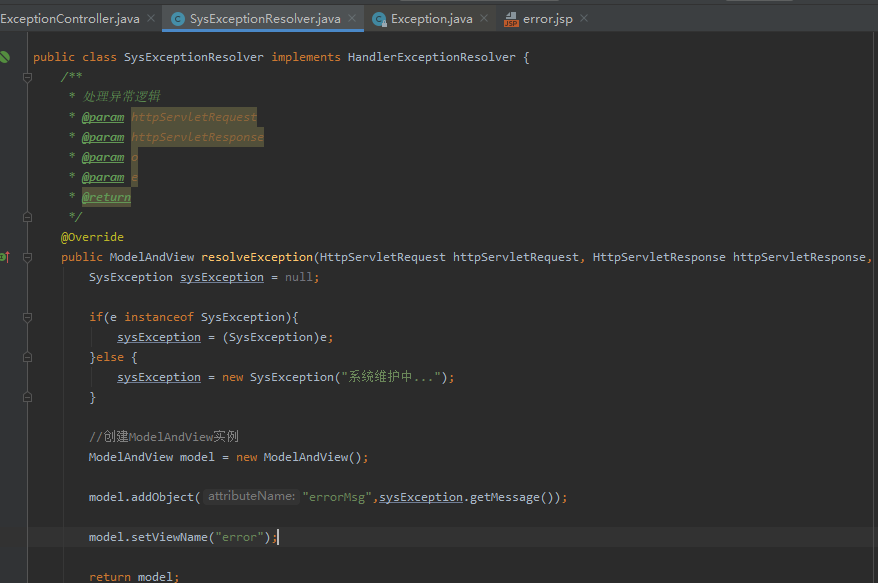 ExceptionController.java SysExceptionResolver.java Exception.java error.jsp
public class SysExceptionResolver implements HandlerExceptionResolver {
/**
* 处理异常逻辑
* @param httpServletRequest
* @param httpServletResponse
* @param o
* @param e
* @return
*/
@Override
public ModelAndView resolveException(HttpServletRequest httpServletRequest, HttpServletResponse httpServletResponse,
SysException sysException = null;
if(e instanceof SysException){
sysException = (SysException)e;
}else {
sysException = new SysException("系统维护中...");
}
//创建ModelAndView实例
ModelAndView model = new ModelAndView();
model.addObject( attributeName: "errorMsg",sysException.getMessage());
model.setViewName("error");
return model;